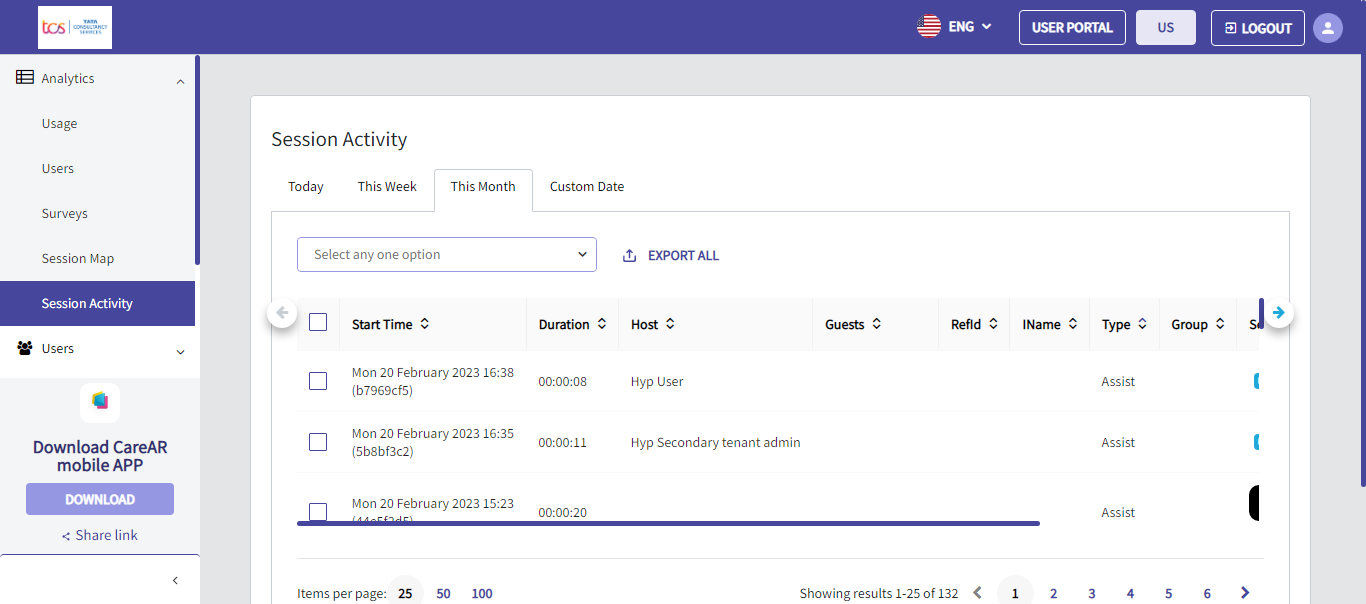 tcs TATA
CONSULTANCY
SERVICES
ENG
USER PORTAL
US
LOGOUT
Analytics
Usage
Users
Surveys
Session Map
Session Activity
Users
Download CareAR
mobile APP
DOWNLOAD
Share link
Session Activity
Today This Week This Month Custom Date
Select any one option
EXPORT ALL
Start Time Duration Host Guests RefId IName Type Group
Mon 20 February 2023 16:38
(b7969cf5)
00:00:08 Hyp User Assist
Mon 20 February 2023 16:35
(5b8bf3c2)
00:00:11 Hyp Secondary tenant admin Assist
Mon 20 February 2023 15:23
00:00:20 Assist
Items per page: 25 50 100
Showing results 1-25 of 132 1 2 3 4 5 6